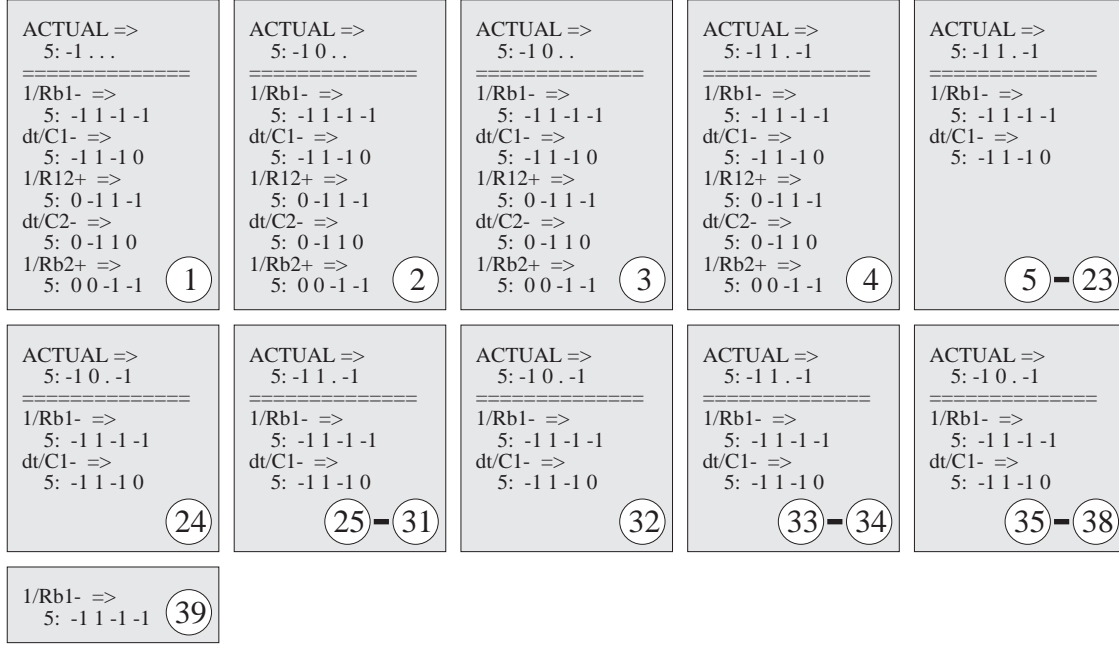 ACTUAL =>
5: -1 . . .
==============
1/Rb1- =>
5: -1 1 -1 -1
dt/C1- =>
5: -1 1 -1 0
1/R12+ =>
5: 0 -1 1 -1
dt/C2- =>
5: 0 -1 1 0
1/Rb2+ =>
5: 0 0 -1 -1
1
ACTUAL =>
5: -1 0 . .
==============
1/Rb1- =>
5: -1 1 -1 -1
dt/C1- =>
5: -1 1 -1 0
1/R12+ =>
5: 0 -1 1 -1
dt/C2- =>
5: 0 -1 1 0
1/Rb2+ =>
5: 0 0 -1 -1
2
ACTUAL =>
5: -1 0 . .
==============
1/Rb1- =>
5: -1 1 -1 -1
dt/C1- =>
5: -1 1 -1 0
1/R12+ =>
5: 0 -1 1 -1
dt/C2- =>
5: 0 -1 1 0
1/Rb2+ =>
5: 0 0 -1 -1
3
ACTUAL =>
5: -1 1 . -1
==============
1/Rb1- =>
5: -1 1 -1 -1
dt/C1- =>
5: -1 1 -1 0
1/R12+ =>
5: 0 -1 1 -1
dt/C2- =>
5: 0 -1 1 0
1/Rb2+ =>
5: 0 0 -1 -1
4
ACTUAL =>
5: -1 1 . -1
==============
1/Rb1- =>
5: -1 1 -1 -1
dt/C1- =>
5: -1 1 -1 0
5 - 23
ACTUAL =>
5: -1 0 . -1
==============
1/Rb1- =>
5: -1 1 -1 -1
dt/C1- =>
5: -1 1 -1 0
24
ACTUAL =>
5: -1 1 . -1
==============
1/Rb1- =>
5: -1 1 -1 -1
dt/C1- =>
5: -1 1 -1 0
25 - 31
ACTUAL =>
5: -1 0 . -1
==============
1/Rb1- =>
5: -1 1 -1 -1
dt/C1- =>
5: -1 1 -1 0
32
ACTUAL =>
5: -1 1 . -1
==============
1/Rb1- =>
5: -1 1 -1 -1
dt/C1- =>
5: -1 1 -1 0
33 - 34
ACTUAL =>
5: -1 0 . -1
==============
1/Rb1- =>
5: -1 1 -1 -1
dt/C1- =>
5: -1 1 -1 0
35 - 38
1/Rb1- =>
5: -1 1 -1 -1
39